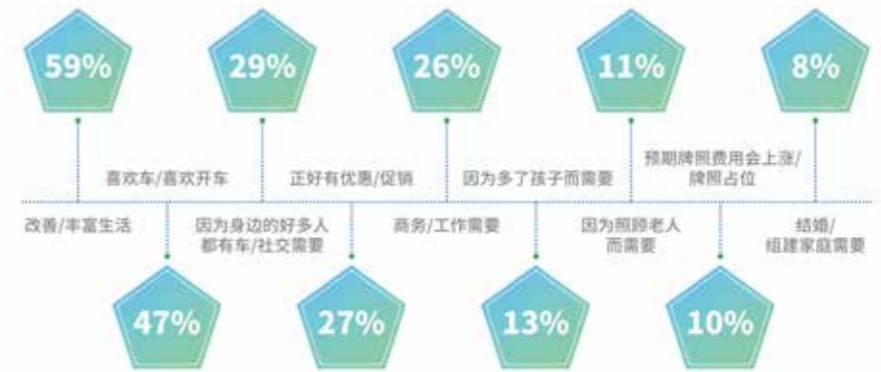 59%
29%
26%
11%
8%
喜欢车/喜欢开车
正好有优惠/促销
因为多了孩子而需要
预期牌照费用会上涨/
牌照占位
改善/丰富生活
因为身边的好多人
都有车/社交需要
商务/工作需要
因为照顾老人
而需要
结婚/
组建家庭需要
47%
27%
13%
10%